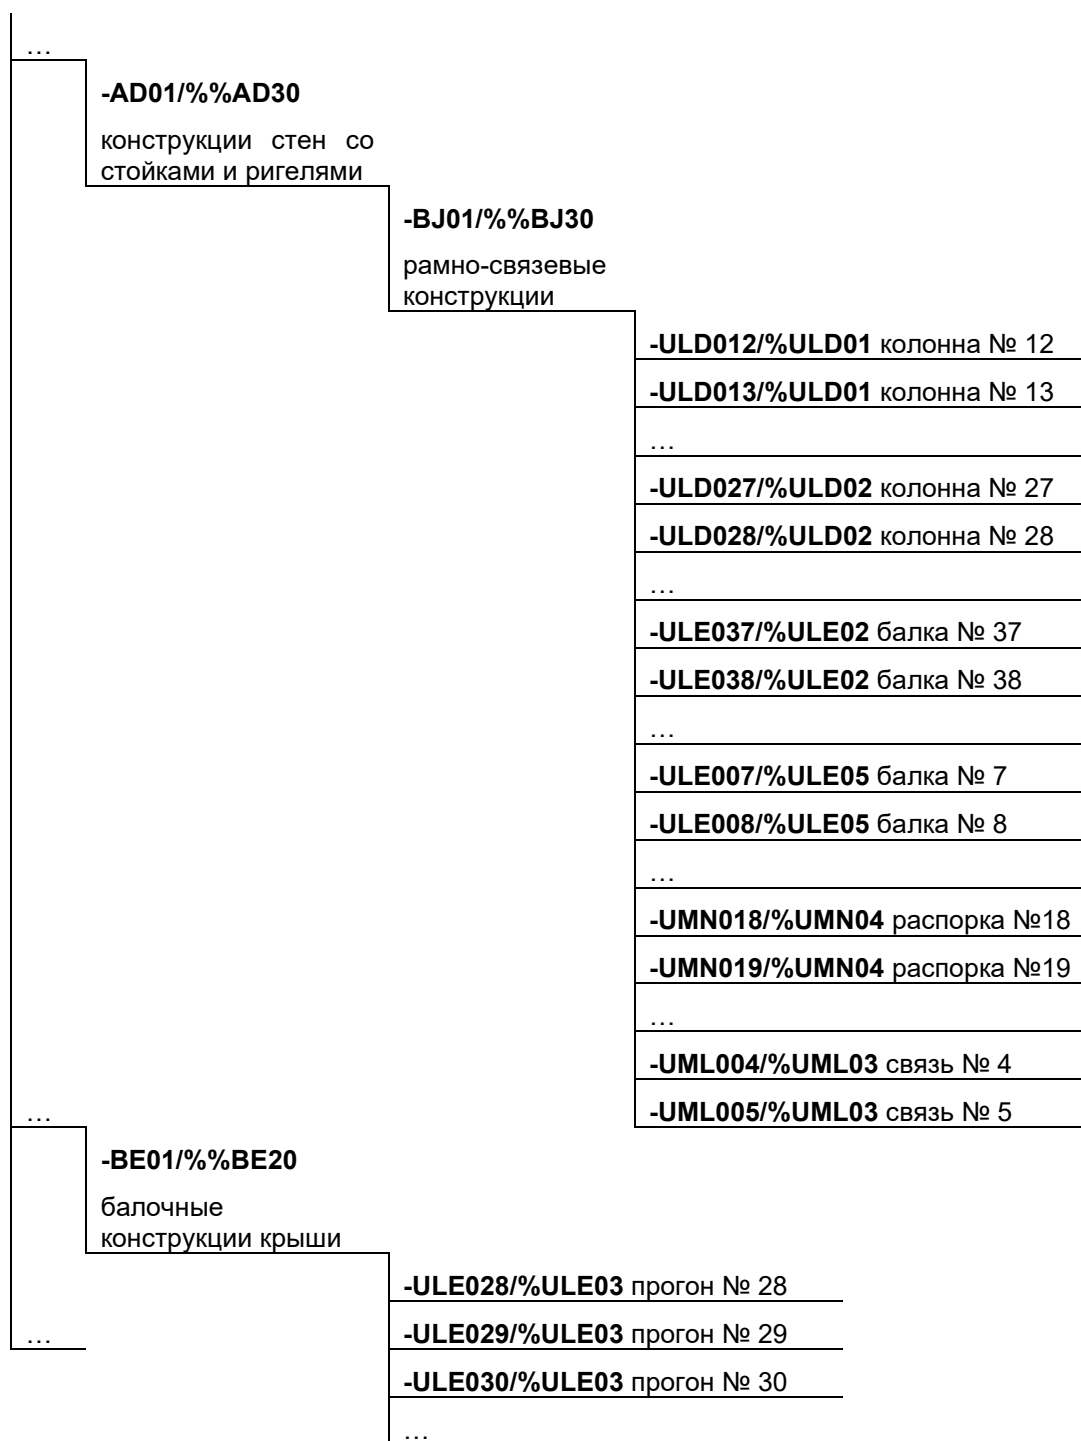 …
-AD01/%%AD30
конструкции стен со
стойками и ригелями
-BJ01/%%BJ30
рамно-связевые
конструкции
-ULD012/%ULD01 колонна № 12
-ULD013/%ULD01 колонна № 13
…
-ULD027/%ULD02 колонна № 27
-ULD028/%ULD02 колонна № 28
…
-ULE037/%ULE02 балка № 37
-ULE038/%ULE02 балка № 38
…
-ULE007/%ULE05 балка № 7
-ULE008/%ULE05 балка № 8
…
-UMN018/%UMN04 распорка №18
-UMN019/%UMN04 распорка №19
…
-UML004/%UML03 связь № 4
-UML005/%UML03 связь № 5
…
-BE01/%%BE20
балочные
конструкции крыши
-ULE028/%ULE03 прогон № 28
-ULE029/%ULE03 прогон № 29
…
-ULE030/%ULE03 прогон № 30
…